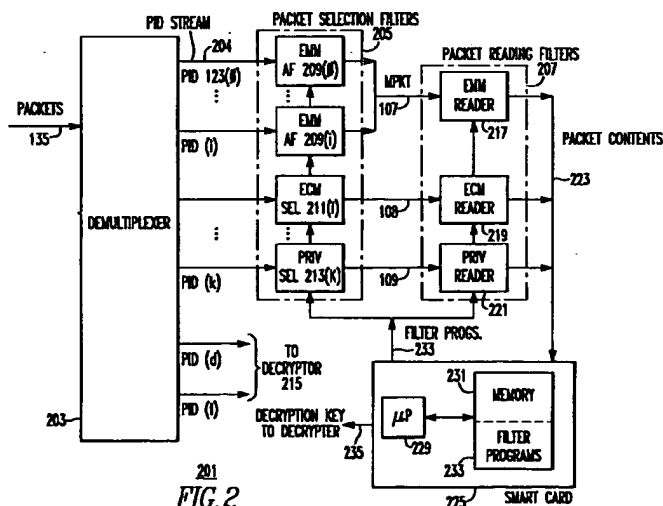 PACKET SELECTION FILTERS
PID STREAM
204
205
PACKET READING FILTERS
207
PID 123(0)
EMM
AF 209(0)
PACKETS
135
PID (i)
EMM
AF 209(i)
MPKT
107
EMM
READER
217
PACKET CONTENTS
223
DEMULTIPLEXER
ECM
SEL 211(i)
108
ECM
READER
219
PID (k)
PRIV
SEL 213(K)
109
PRIV
READER
221
FILTER PROGS.
233
PID (d)
TO
DECRYPTOR
215
PID (l)
203
231
MEMORY
μP
229
FILTER
PROGRAMS
233
DECRYPTION KEY
TO DECRYPTER
235
201
FIG. 2
225
SMART CARD